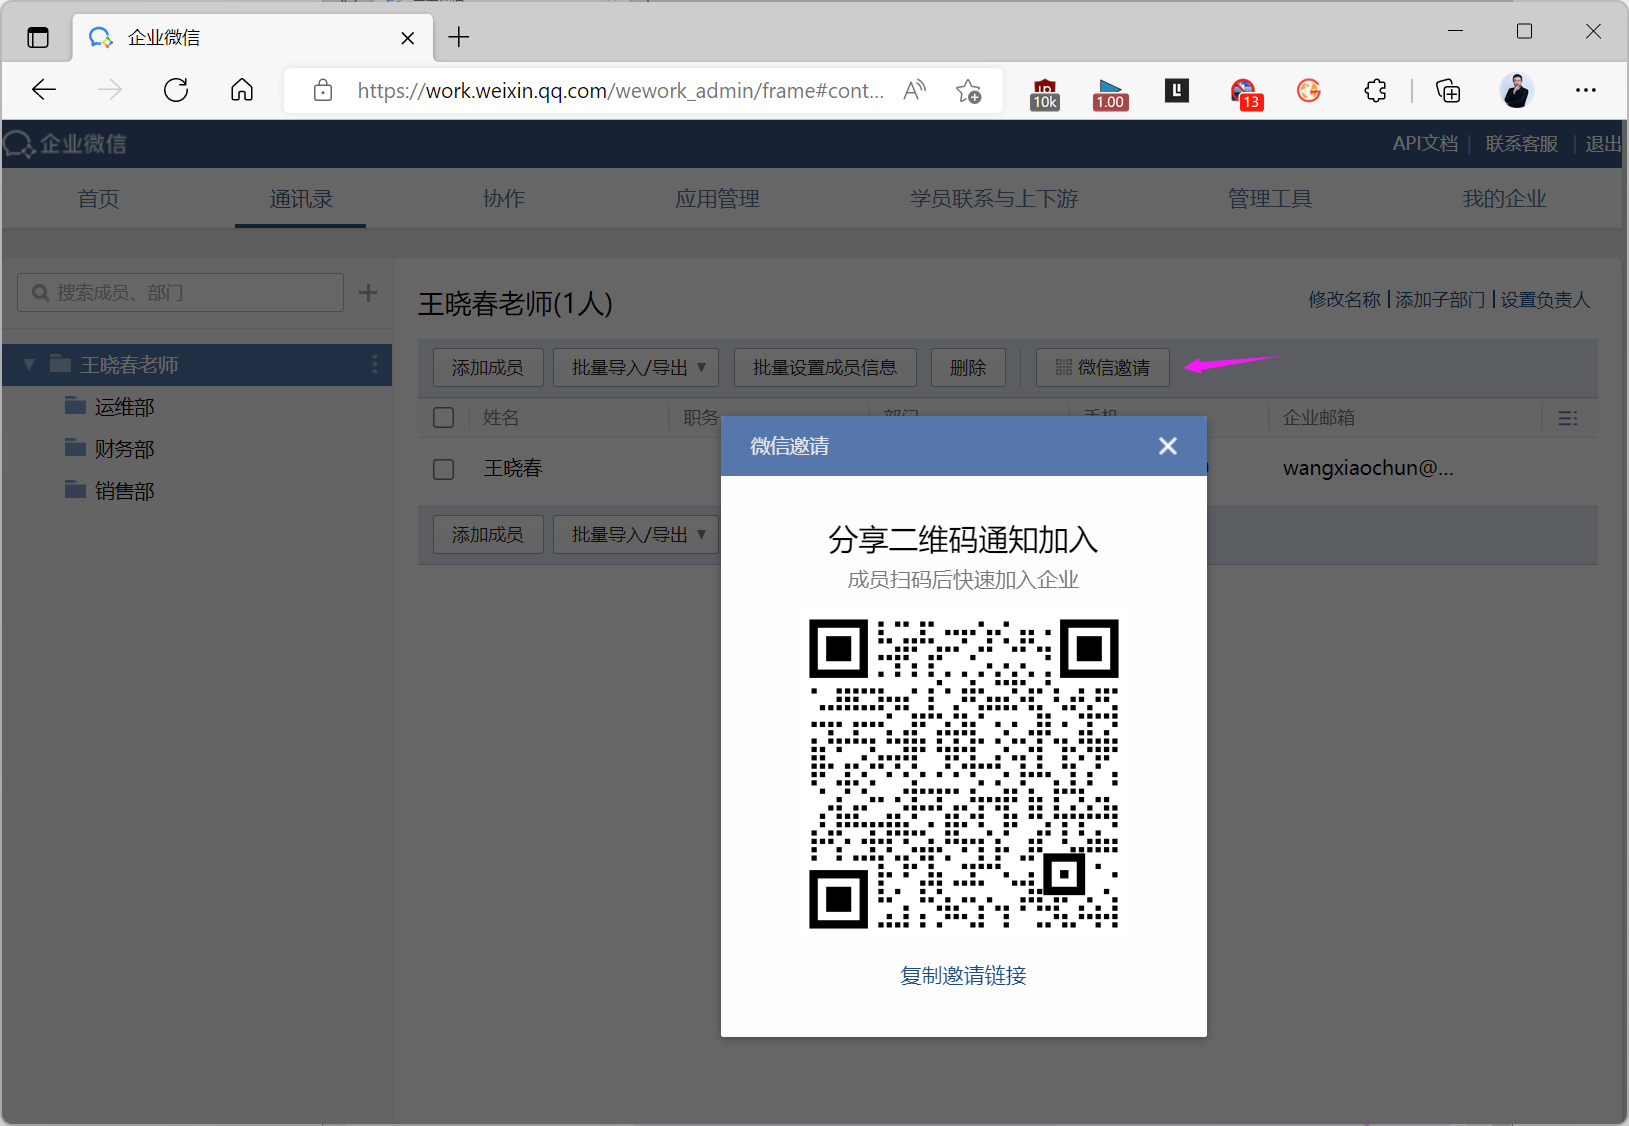 企业微信
https://work.weixin.qq.com/wework_admin/frame#cont...
10k
1.00
L
13
企业微信
API文档
联系客服
退出
首页
通讯录
协作
应用管理
学员联系与上下游
管理工具
我的企业
搜索成员、部门
王晓春老师(1人)
修改名称
添加子部门
设置负责人
王晓春老师
运维部
财务部
销售部
添加成员
批量导入/导出
批量设置成员信息
删除
微信邀请
姓名
职务
部门
手机
企业邮箱
王晓春
wangxiaochun@...
添加成员
批量导入/导出
微信邀请
分享二维码通知加入
成员扫码后快速加入企业
复制邀请链接